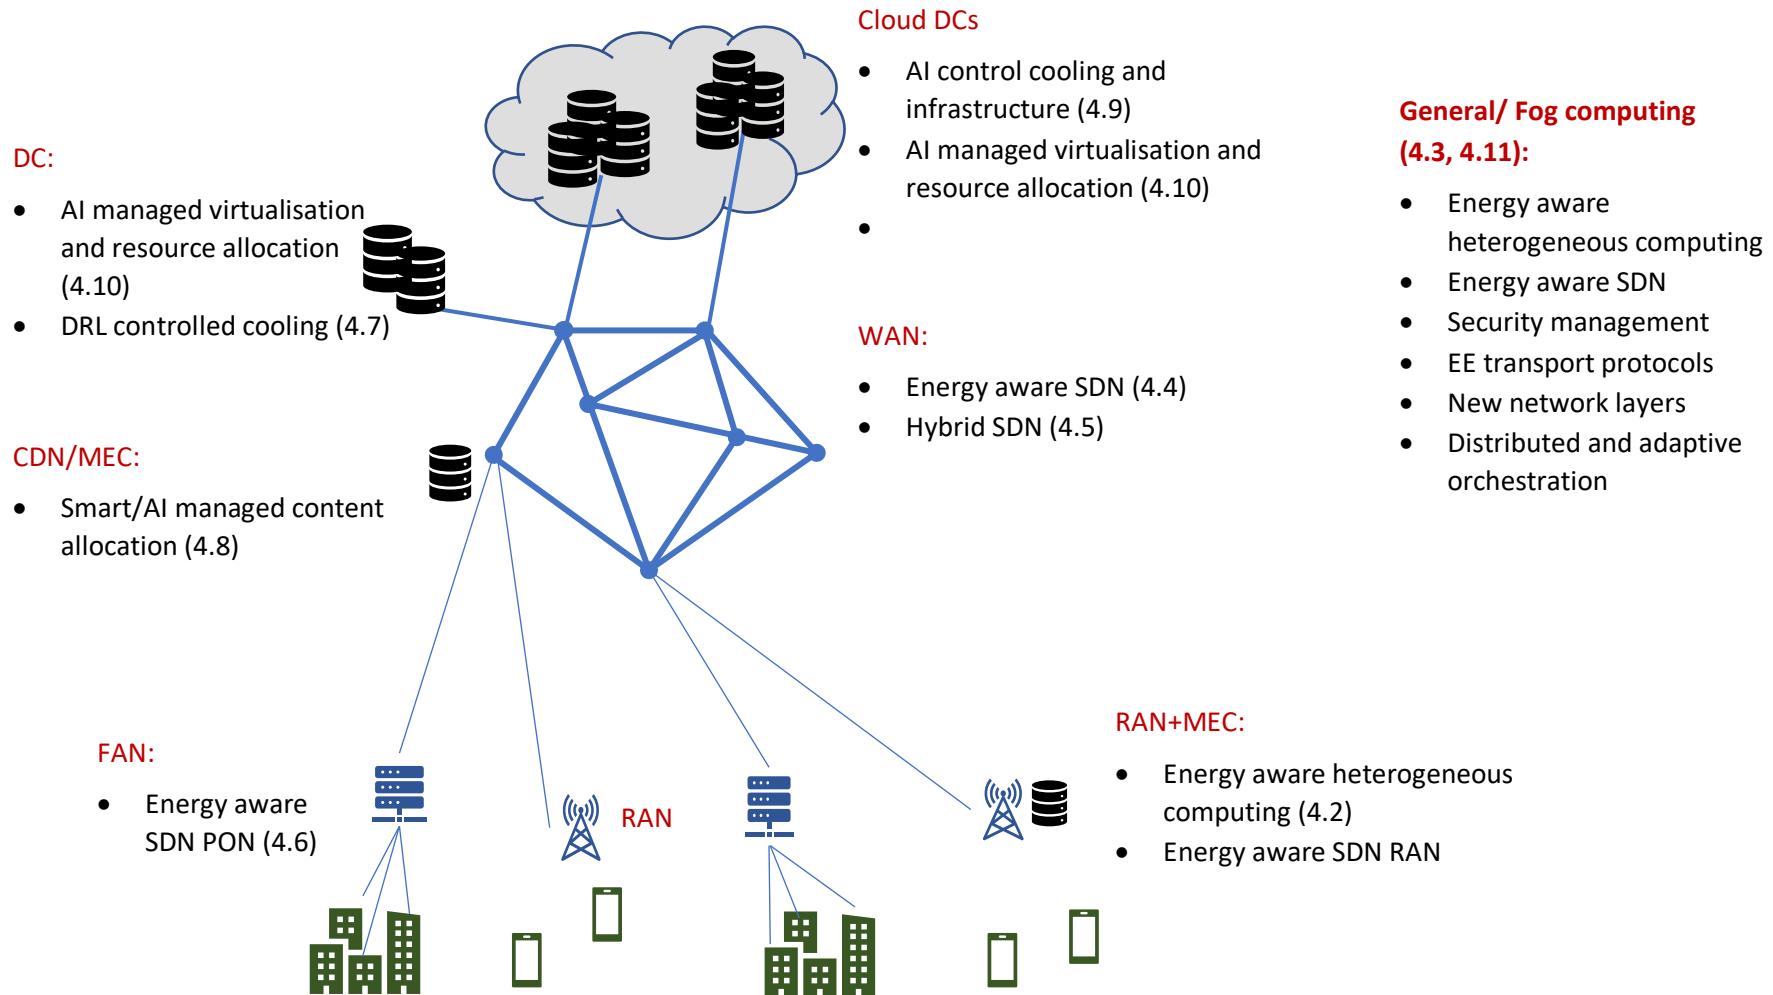 Cloud DCs
• AI control cooling and
infrastructure (4.9)
• AI managed virtualisation and
resource allocation (4.10)
•
General/ Fog computing
(4.3, 4.11):
• Energy aware
heterogeneous computing
• Energy aware SDN
• Security management
• EE transport protocols
• New network layers
• Distributed and adaptive
orchestration
DC:
• AI managed virtualisation
and resource allocation
(4.10)
• DRL controlled cooling (4.7)
WAN:
• Energy aware SDN (4.4)
• Hybrid SDN (4.5)
CDN/MEC:
• Smart/AI managed content
allocation (4.8)
FAN:
• Energy aware
SDN PON (4.6)
RAN
RAN+MEC:
• Energy aware heterogeneous
computing (4.2)
• Energy aware SDN RAN